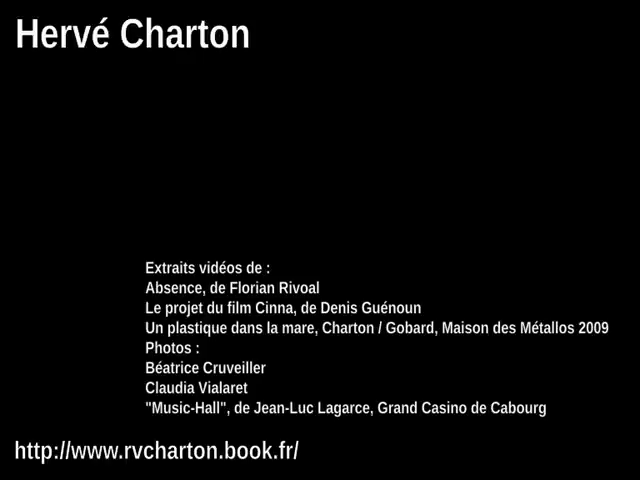 Hervé Charton
Extraits vidéos de :
Absence, de Florian Rivoal
Le projet du film Cinna, de Denis Guénoun
Un plastique dans la mare, Charton / Gobard, Maison des Métallos 2009
Photos :
Béatrice Cruveiller
Claudia Vialaret
"Music-Hall", de Jean-Luc Lagarce, Grand Casino de Cabourg
http://www.rvcharton.book.fr/